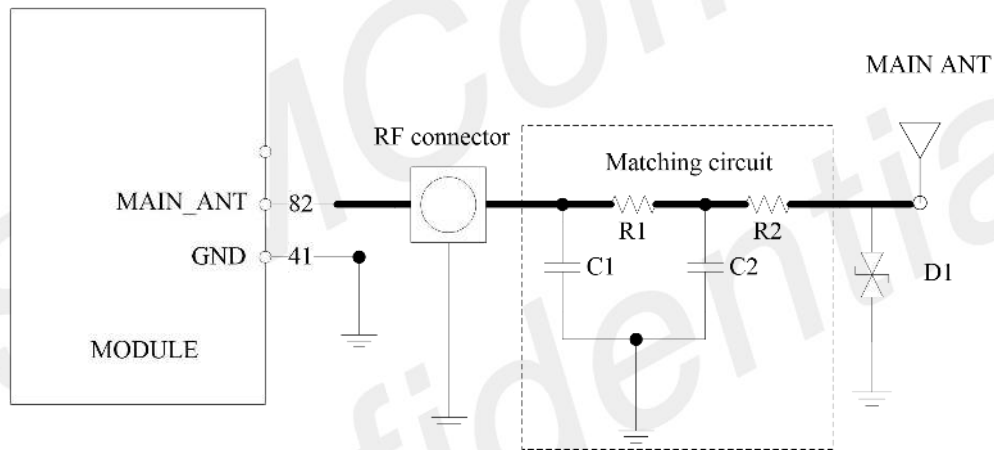 MAIN ANT
RF connector
Matching circuit
MAIN_ANT 82
R1 R2
GND 41
C1 C2 D1
MODULE